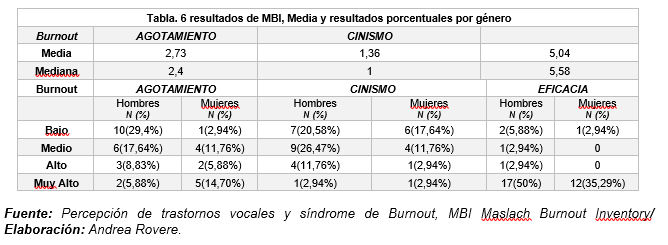 Tabla. 6 resultados de MBI, Media y resultados porcentuales por género
Burnout AGOTAMIENTO CINISMO
Media 2,73 1,36 5,04
Mediana 2,4 1 5,58
Burnout AGOTAMIENTO CINISMO EFICACIA
Hombres Mujeres Hombres Mujeres Hombres Mujeres
N (%) N (%) N (%) N (%) N (%) N (%)
Bajo 10(29,4%) 1(2,94%) 7(20,58%) 6(17,64%) 2(5,88%) 1(2,94%)
Medio 6(17,64%) 4(11,76%) 9(26,47%) 4(11,76%) 1(2,94%) 0
Alto 3(8,83%) 2(5,88%) 4(11,76%) 1(2,94%) 1(2,94%) 0
Muy Alto 2(5,88%) 5(14,70%) 1(2,94%) 1(2,94%) 17(50%) 12(35,29%)
Fuente: Percepción de trastornos vocales y síndrome de Burnout, MBI Maslach Burnout Inventory/
Elaboración: Andrea Rovere.